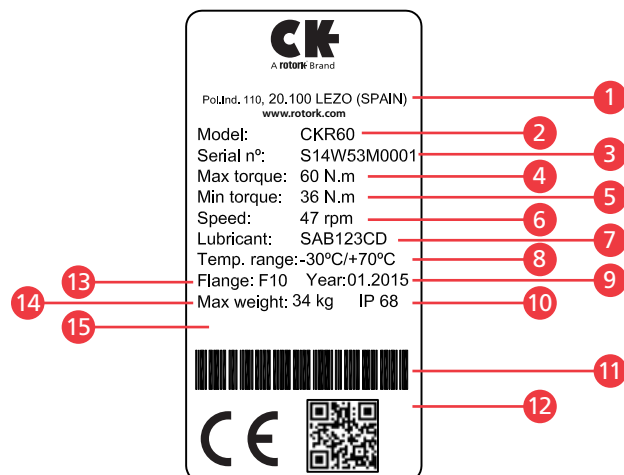 CK
A rotork Brand
Pol.Ind. 110, 20.100 LEZO (SPAIN)
www.rotork.com
Model: CKR60
Serial nº: S14W53M0001
Max torque: 60 N.m
Min torque: 36 N.m
Speed: 47 rpm
Lubricant: SAB123CD
Temp. range:-30ºC/+70ºC
Flange: F10 Year:01.2015
Max weight: 34 kg IP 68
CE
1
2
3
4
5
6
7
8
9
10
11
12
13
14
15